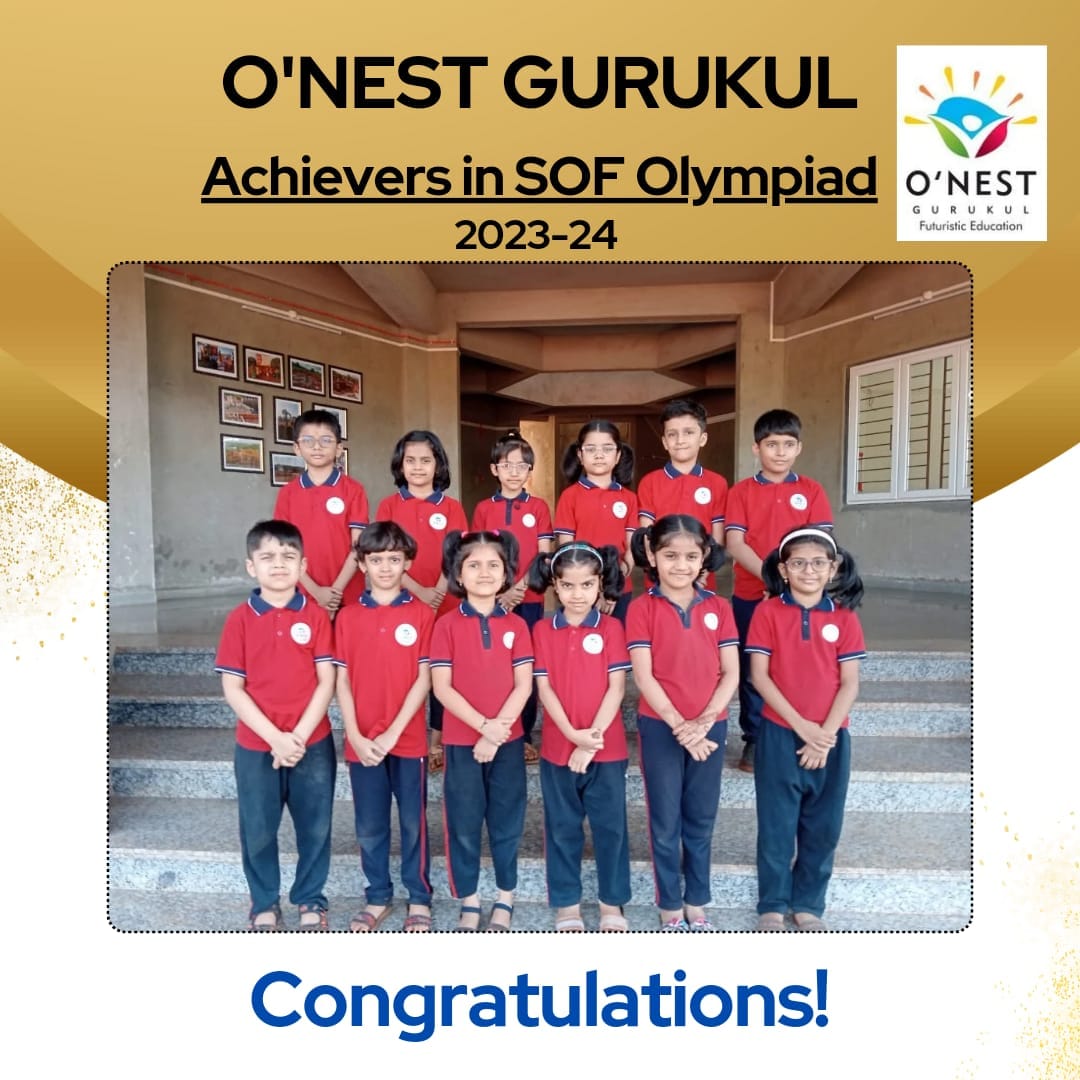 O'NEST GURUKUL
Achievers in SOF Olympiad
2023-24
O'NEST
GURUKUL
Futuristic Education
Congratulations!